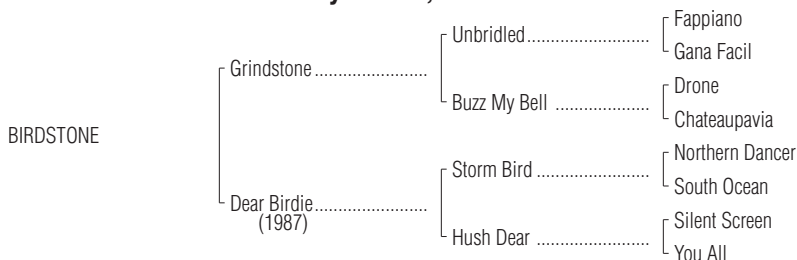 Fappiano
Unbridled..........................
Gana Facil
Grindstone ........................
Drone
Buzz My Bell ....................
Chateaupavia
BIRDSTONE
Northern Dancer
Storm Bird ........................
South Ocean
Dear Birdie........................
(1987)
Silent Screen
Hush Dear ........................
You All